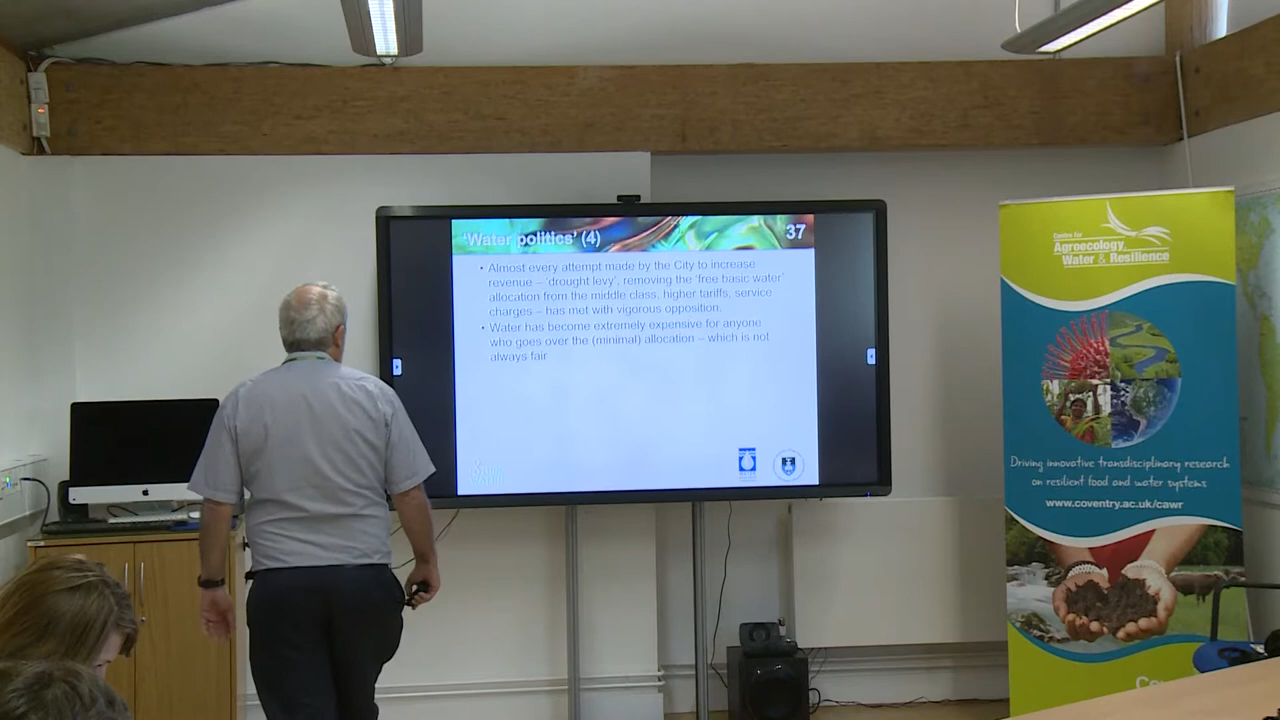 'Water politics' (4)
37
• Almost every attempt made by the City to increase
revenue – 'drought levy', removing the 'free basic water'
allocation from the middle class, higher tariffs, service
charges – has met with vigorous opposition.
• Water has become extremely expensive for anyone
who goes over the (minimal) allocation – which is not
always fair
Centre for
Agroecology,
Water & Resilience
Driving innovative transdisciplinary research
on resilient food and water systems
www.coventry.ac.uk/cawr